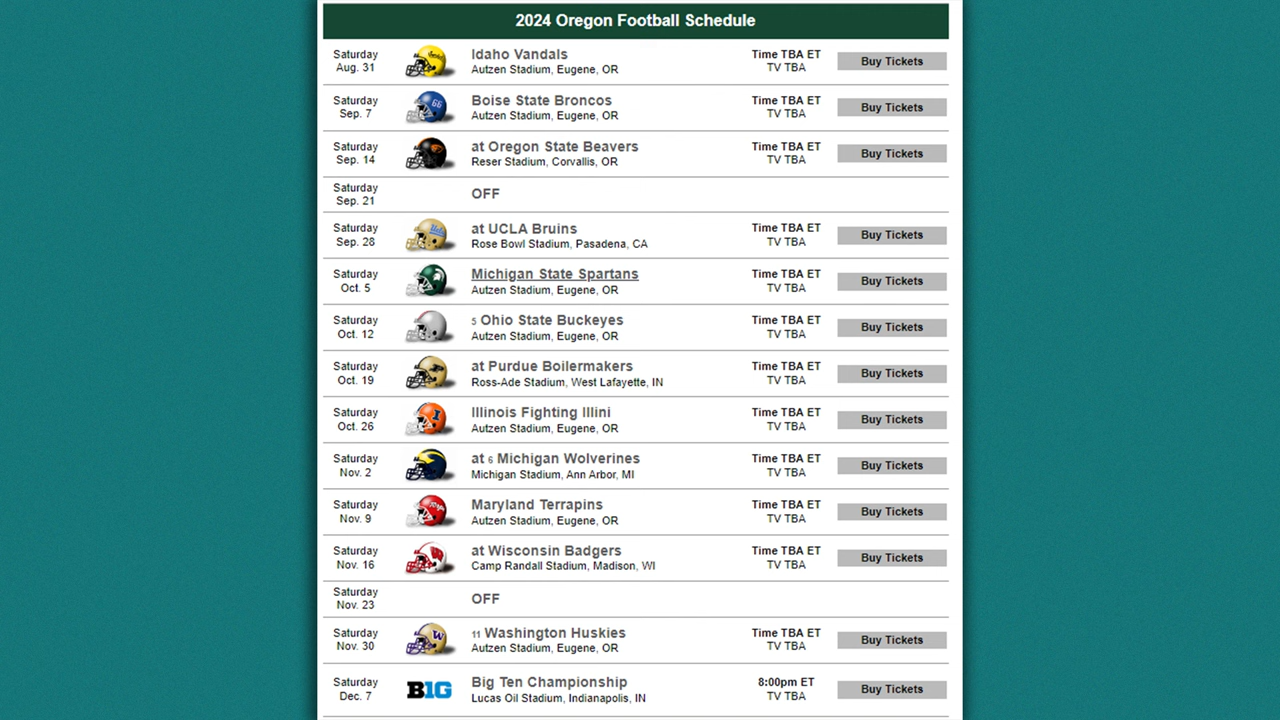 2024 Oregon Football Schedule
Saturday
Aug. 31
Idaho Vandals
Autzen Stadium, Eugene, OR
Time TBA ET
TV TBA
Buy Tickets
Saturday
Sep. 7
66
Boise State Broncos
Autzen Stadium, Eugene, OR
Time TBA ET
TV TBA
Buy Tickets
Saturday
Sep. 14
at Oregon State Beavers
Reser Stadium, Corvallis, OR
Time TBA ET
TV TBA
Buy Tickets
Saturday
Sep. 21
OFF
Saturday
Sep. 28
at UCLA Bruins
Rose Bowl Stadium, Pasadena, CA
Time TBA ET
TV TBA
Buy Tickets
Saturday
Oct. 5
Michigan State Spartans
Autzen Stadium, Eugene, OR
Time TBA ET
TV TBA
Buy Tickets
Saturday
Oct. 12
5 Ohio State Buckeyes
Autzen Stadium, Eugene, OR
Time TBA ET
TV TBA
Buy Tickets
Saturday
Oct. 19
at Purdue Boilermakers
Ross-Ade Stadium, West Lafayette, IN
Time TBA ET
TV TBA
Buy Tickets
Saturday
Oct. 26
I
Illinois Fighting Illini
Autzen Stadium, Eugene, OR
Time TBA ET
TV TBA
Buy Tickets
Saturday
Nov. 2
at 6 Michigan Wolverines
Michigan Stadium, Ann Arbor, MI
Time TBA ET
TV TBA
Buy Tickets
Saturday
Nov. 9
Maryland Terrapins
Autzen Stadium, Eugene, OR
Time TBA ET
TV TBA
Buy Tickets
Saturday
Nov. 16
W
at Wisconsin Badgers
Camp Randall Stadium, Madison, WI
Time TBA ET
TV TBA
Buy Tickets
Saturday
Nov. 23
OFF
Saturday
Nov. 30
W
11 Washington Huskies
Autzen Stadium, Eugene, OR
Time TBA ET
TV TBA
Buy Tickets
Saturday
Dec. 7
B1G
Big Ten Championship
Lucas Oil Stadium, Indianapolis, IN
8:00pm ET
TV TBA
Buy Tickets